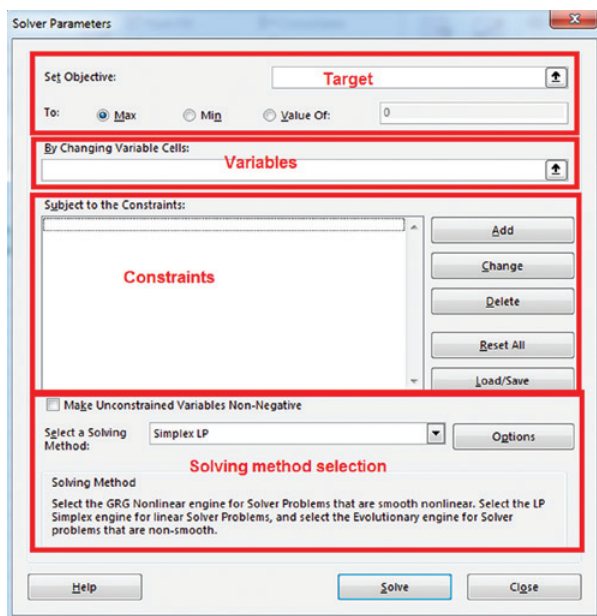 Solver Parameters
Set Objective:
Target
To:
Max
Min
Value Of:
0
By Changing Variable Cells:
Variables
Subject to the Constraints:
Constraints
Add
Change
Delete
Reset All
Load/Save
Make Unconstrained Variables Non-Negative
Select a Solving
Method:
Simplex LP
Options
Solving method selection
Solving Method
Select the GRG Nonlinear engine for Solver Problems that are smooth nonlinear. Select the LP
Simplex engine for linear Solver Problems, and select the Evolutionary engine for Solver
problems that are non-smooth.
Help
Solve
Close